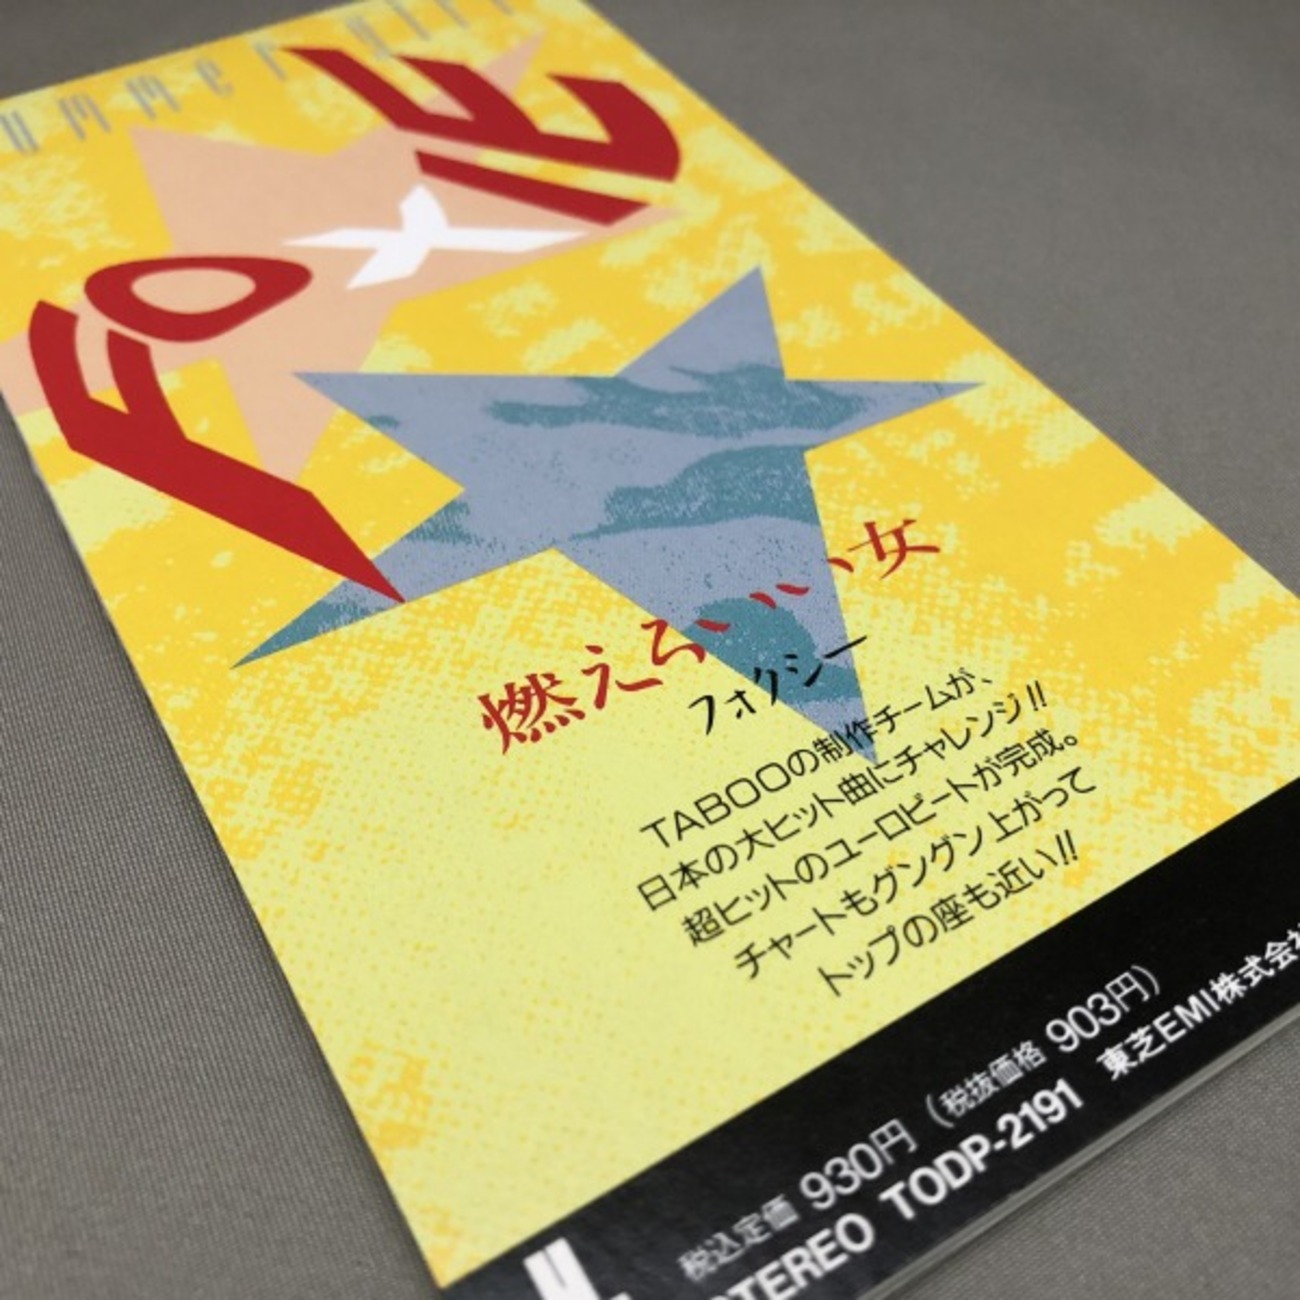 FOXIE
燃えろいい女
フォクシー
TABOOの制作チームが、
日本の大ヒット曲にチャレンジ!!
超ヒットのユーロビートが完成。
チャートもグングン上がって
トップの座も近い!!
税込定価 930円 (税抜価格 903円)
STEREO TODP-2191 東芝EMI株式会社